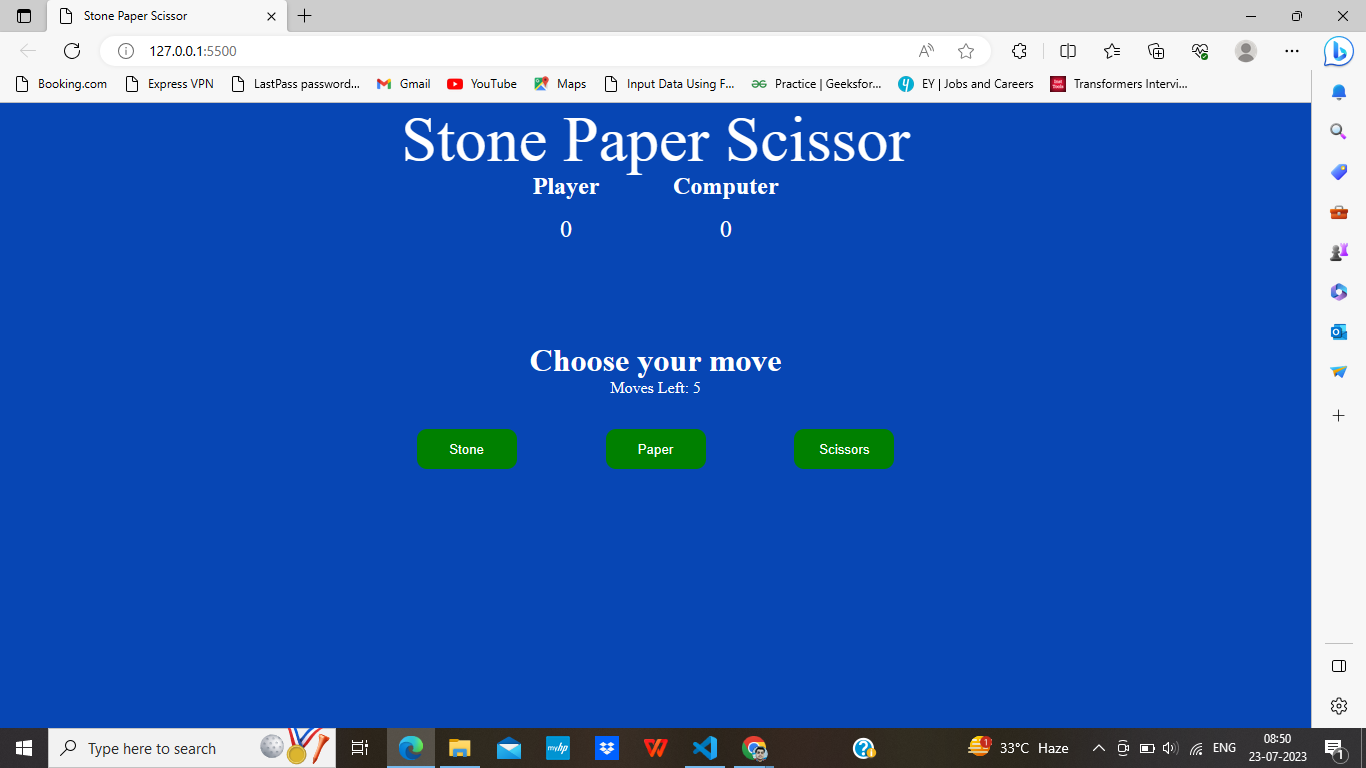 Stone Paper Scissor
127.0.0.1:5500
Booking.com Express VPN LastPass password... Gmail YouTube Maps Input Data Using F... Practice | Geeksfor... EY | Jobs and Careers Transformers Intervi...
Stone Paper Scissor
Player Computer
0 0
Choose your move
Moves Left: 5
Stone Paper Scissors
Type here to search 33°C Haze ENG 08:50
23-07-2023